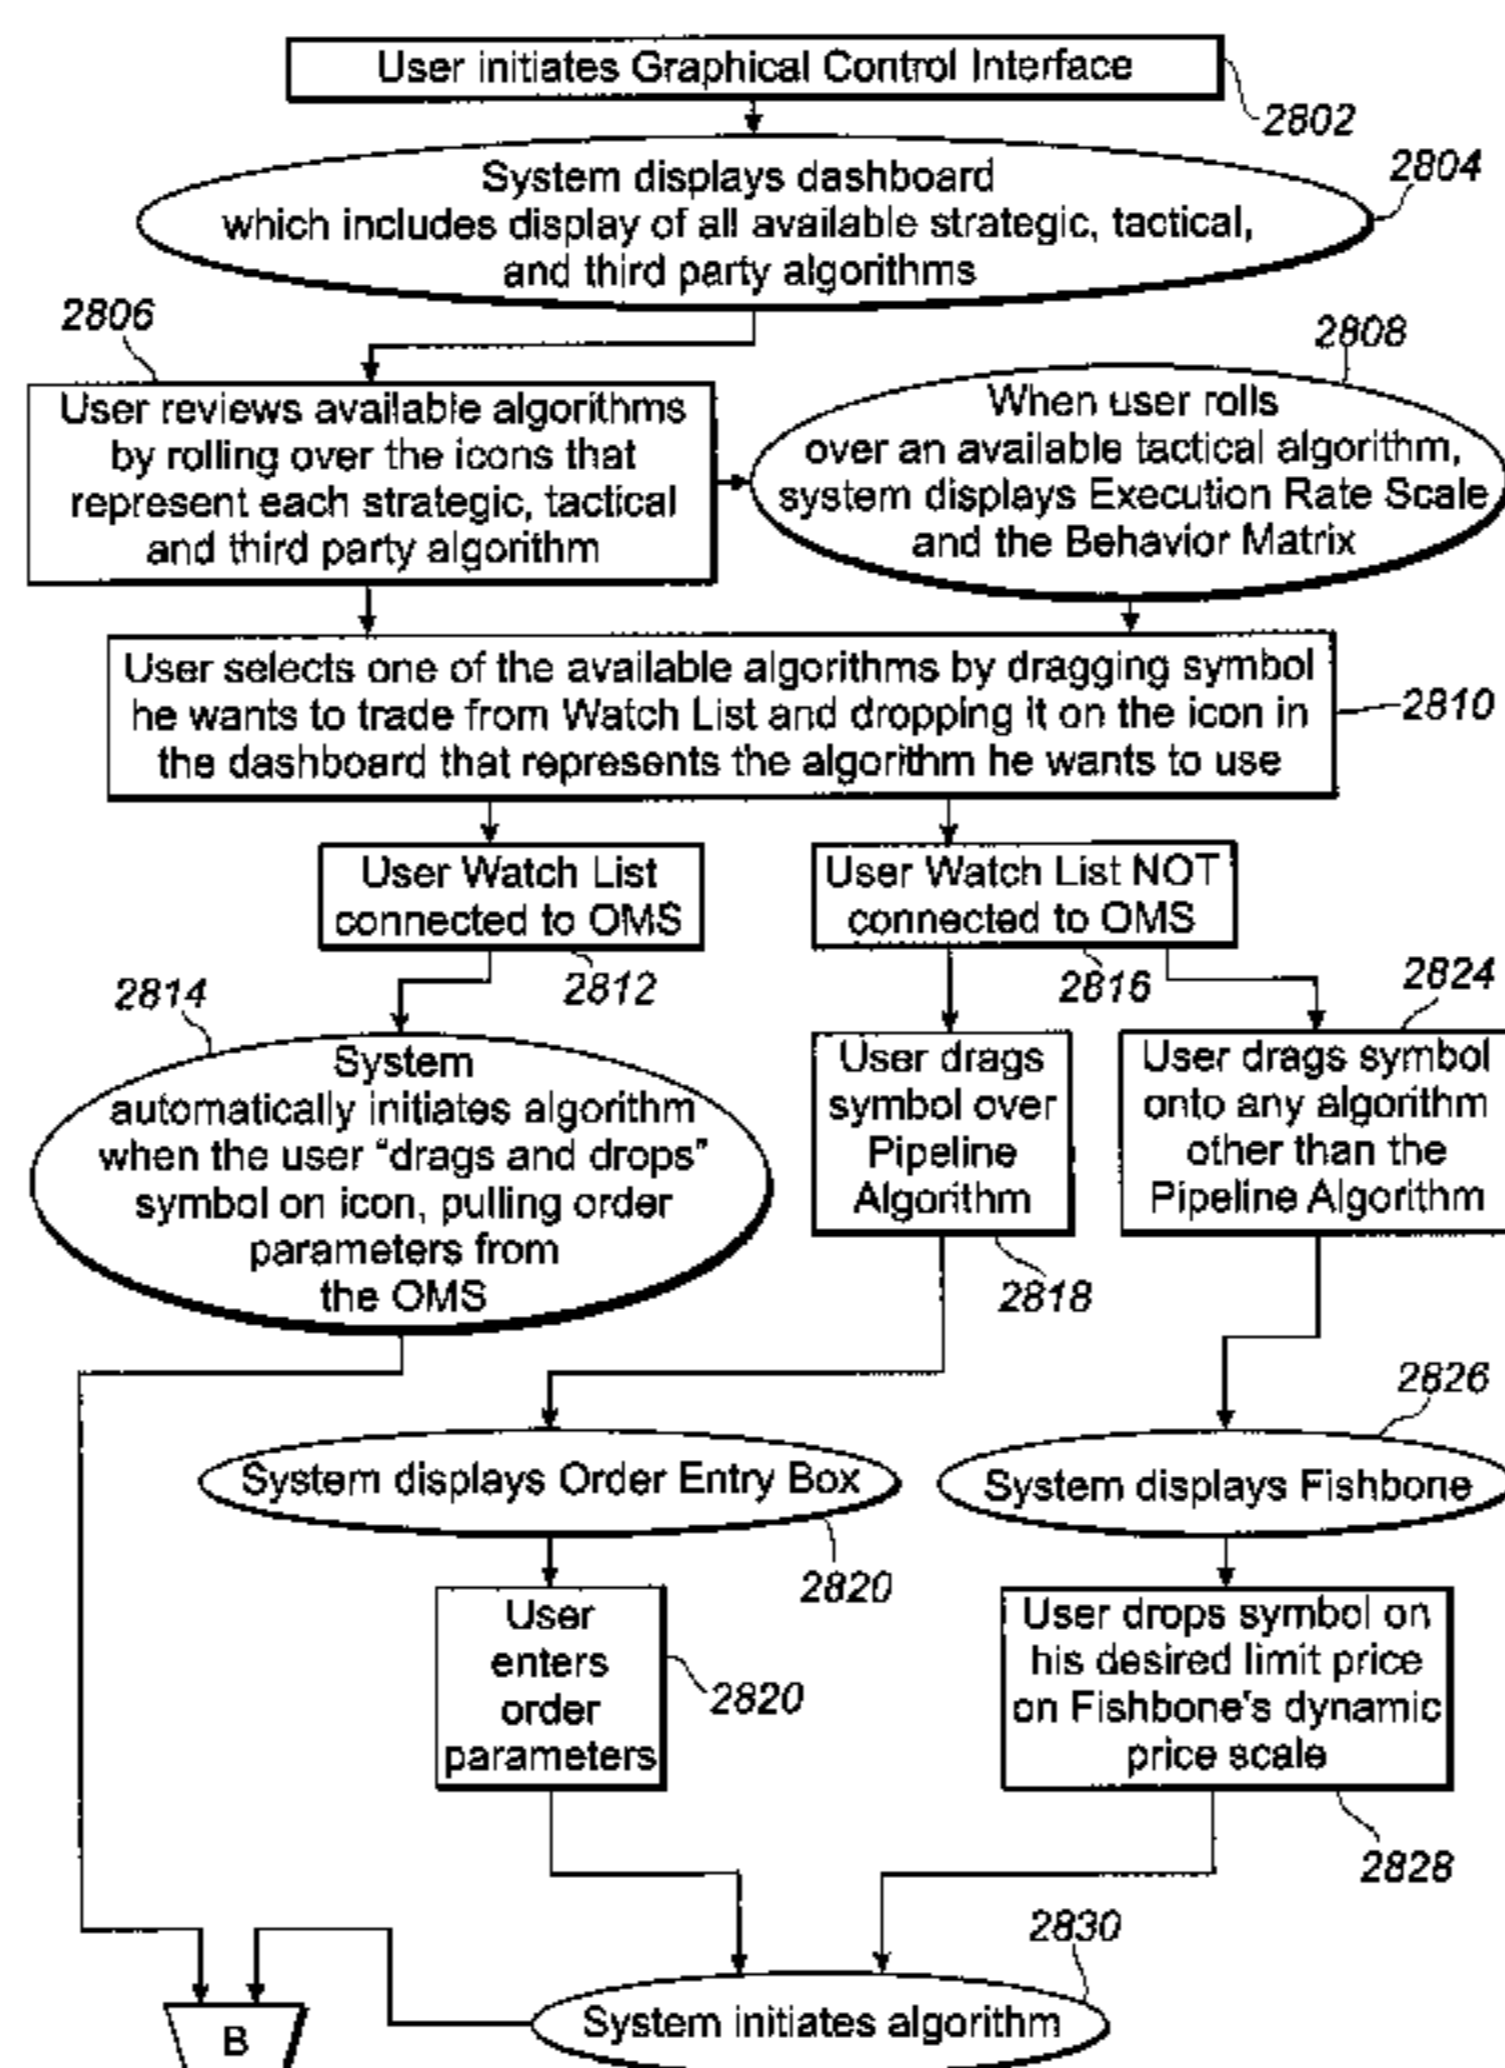 User initiates Graphical Control Interface
2802
System displays dashboard
which includes display of all available strategic, tactical,
and third party algorithms
2804
2806
User reviews available algorithms
by rolling over the icons that
represent each strategic, tactical
and third party algorithm
2808
When user rolls
over an available tactical algorithm,
system displays Execution Rate Scale
and the Behavior Matrix
User selects one of the available algorithms by dragging symbol
he wants to trade from Watch List and dropping it on the icon in
the dashboard that represents the algorithm he wants to use
2810
User Watch List
connected to OMS
2812
User Watch List NOT
connected to OMS
2816
2814
System
automatically initiates algorithm
when the user "drags and drops"
symbol on icon, pulling order
parameters from
the OMS
User drags
symbol over
Pipeline
Algorithm
2818
2824
User drags symbol
onto any algorithm
other than the
Pipeline Algorithm
System displays Order Entry Box
2820
2826
System displays Fishbone
User
enters
order
parameters
2820
User drops symbol on
his desired limit price
on Fishbone's dynamic
price scale
2828
2830
System initiates algorithm
B